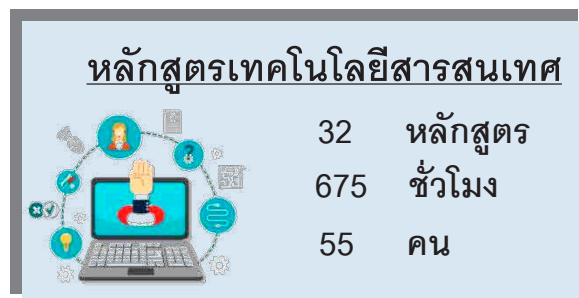 หลักสูตรเทคโนโลยีสารสนเทศ
32 หลักสูตร
675 ชั่วโมง
55 คน